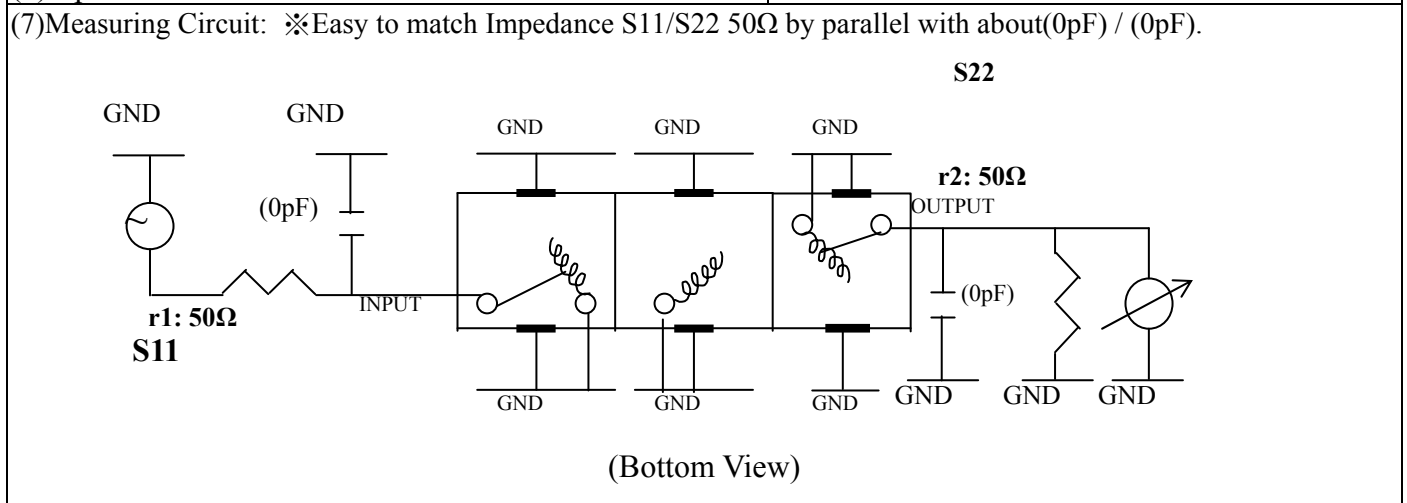 (7)Measuring Circuit: ※Easy to match Impedance S11/S22 50Ω by parallel with about(0pF) / (0pF).
S22
GND GND GND GND GND
r2: 50Ω
(0pF) OUTPUT
INPUT (0pF)
r1: 50Ω
S11
GND GND GND GND GND GND
(Bottom View)